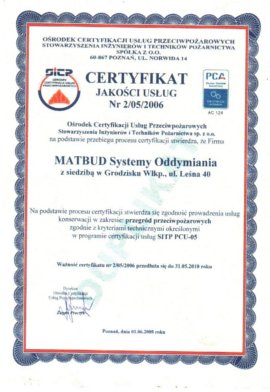 OŚRODEK CERTYFIKACJI USŁUG PRZECIWPOŻAROWYCH
STOWARZYSZENIA INŻYNIERÓW I TECHNIKÓW POŻARNICTWA
SPÓŁKA Z O.O.
60-867 POZNAŃ, UL. NORWIDA 14
SITP
PCA
CERTYFIKAT
JAKOŚCI USŁUG
Nr 2/05/2006
AC 124
Ośrodek Certyfikacji Usług Przeciwpożarowych
Stowarzyszenia Inżynierów i Techników Pożarnictwa sp. z o.o.
na podstawie przebiegu procesu certyfikacji stwierdza, że Firma
MATBUD Systemy Oddymiania
z siedzibą w Grodzisku Wlkp., ul. Leśna 40
Na podstawie procesu certyfikacji stwierdza się zgodność prowadzenia usług
konserwacji w zakresie: przegród przeciwpożarowych
zgodnie z kryteriami technicznymi określonymi
w programie certyfikacji usług SITP PCU-05
Ważność certyfikatu nr 2/05/2006 przedłuża się do 31.05.2010 roku
Dyrektor
Ośrodka Certyfikacji
Usług Przeciwpożarowych
Poznań, dnia 01.06.2008 roku